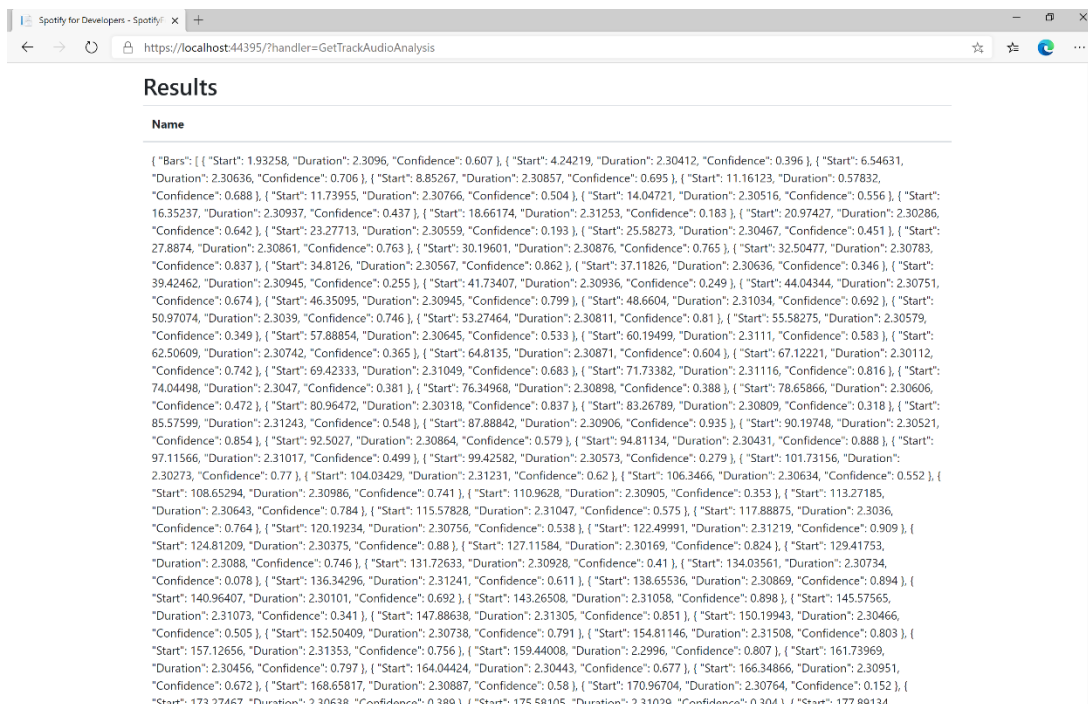 Spotify for Developers - SpotifyF
https://localhost:44395/?handler=GetTrackAudioAnalysis
Results
Name
{ "Bars": [ { "Start": 1.93258, "Duration": 2.3096, "Confidence": 0.607 }, { "Start": 4.24219, "Duration": 2.30412, "Confidence": 0.396 }, { "Start": 6.54631,
"Duration": 2.30636, "Confidence": 0.706 }, { "Start": 8.85267, "Duration": 2.30857, "Confidence": 0.695 }, { "Start": 11.16123, "Duration": 0.57832,
"Confidence": 0.688 }, { "Start": 11.73955, "Duration": 2.30766, "Confidence": 0.504 }, { "Start": 14.04721, "Duration": 2.30516, "Confidence": 0.556 }, { "Start":
16.35237, "Duration": 2.30937, "Confidence": 0.437 }, { "Start": 18.66174, "Duration": 2.31253, "Confidence": 0.183 }, { "Start": 20.97427, "Duration": 2.30286,
"Confidence": 0.642 }, { "Start": 23.27713, "Duration": 2.30559, "Confidence": 0.193 }, { "Start": 25.58273, "Duration": 2.30467, "Confidence": 0.451 }, { "Start":
27.8874, "Duration": 2.30861, "Confidence": 0.763 }, { "Start": 30.19601, "Duration": 2.30876, "Confidence": 0.765 }, { "Start": 32.50477, "Duration": 2.30783,
"Confidence": 0.837 }, { "Start": 34.8126, "Duration": 2.30567, "Confidence": 0.862 }, { "Start": 37.11826, "Duration": 2.30636, "Confidence": 0.346 }, { "Start":
39.42462, "Duration": 2.30945, "Confidence": 0.255 }, { "Start": 41.73407, "Duration": 2.30936, "Confidence": 0.249 }, { "Start": 44.04344, "Duration": 2.30751,
"Confidence": 0.674 }, { "Start": 46.35095, "Duration": 2.30945, "Confidence": 0.799 }, { "Start": 48.6604, "Duration": 2.31034, "Confidence": 0.692 }, { "Start":
50.97074, "Duration": 2.3039, "Confidence": 0.746 }, { "Start": 53.27464, "Duration": 2.30811, "Confidence": 0.81 }, { "Start": 55.58275, "Duration": 2.30579,
"Confidence": 0.349 }, { "Start": 57.88854, "Duration": 2.30645, "Confidence": 0.533 }, { "Start": 60.19499, "Duration": 2.3111, "Confidence": 0.583 }, { "Start":
62.50609, "Duration": 2.30742, "Confidence": 0.365 }, { "Start": 64.8135, "Duration": 2.30871, "Confidence": 0.604 }, { "Start": 67.12221, "Duration": 2.30112,
"Confidence": 0.742 }, { "Start": 69.42333, "Duration": 2.31049, "Confidence": 0.683 }, { "Start": 71.73382, "Duration": 2.31116, "Confidence": 0.816 }, { "Start":
74.04498, "Duration": 2.3047, "Confidence": 0.381 }, { "Start": 76.34968, "Duration": 2.30898, "Confidence": 0.388 }, { "Start": 78.65866, "Duration": 2.30606,
"Confidence": 0.472 }, { "Start": 80.96472, "Duration": 2.30318, "Confidence": 0.837 }, { "Start": 83.26789, "Duration": 2.30809, "Confidence": 0.318 }, { "Start":
85.57599, "Duration": 2.31243, "Confidence": 0.548 }, { "Start": 87.88842, "Duration": 2.30906, "Confidence": 0.935 }, { "Start": 90.19748, "Duration": 2.30521,
"Confidence": 0.854 }, { "Start": 92.5027, "Duration": 2.30864, "Confidence": 0.579 }, { "Start": 94.81134, "Duration": 2.30431, "Confidence": 0.888 }, { "Start":
97.11566, "Duration": 2.31017, "Confidence": 0.499 }, { "Start": 99.42582, "Duration": 2.30573, "Confidence": 0.279 }, { "Start": 101.73156, "Duration":
2.30273, "Confidence": 0.77 }, { "Start": 104.03429, "Duration": 2.31231, "Confidence": 0.62 }, { "Start": 106.3466, "Duration": 2.30634, "Confidence": 0.552 }, {
"Start": 108.65294, "Duration": 2.30986, "Confidence": 0.741 }, { "Start": 110.9628, "Duration": 2.30905, "Confidence": 0.353 }, { "Start": 113.27185,
"Duration": 2.30643, "Confidence": 0.784 }, { "Start": 115.57828, "Duration": 2.31047, "Confidence": 0.575 }, { "Start": 117.88875, "Duration": 2.3036,
"Confidence": 0.764 }, { "Start": 120.19234, "Duration": 2.30756, "Confidence": 0.538 }, { "Start": 122.49991, "Duration": 2.31219, "Confidence": 0.909 }, {
"Start": 124.81209, "Duration": 2.30375, "Confidence": 0.88 }, { "Start": 127.11584, "Duration": 2.30169, "Confidence": 0.824 }, { "Start": 129.41753,
"Duration": 2.3088, "Confidence": 0.746 }, { "Start": 131.72633, "Duration": 2.30928, "Confidence": 0.41 }, { "Start": 134.03561, "Duration": 2.30734,
"Confidence": 0.078 }, { "Start": 136.34296, "Duration": 2.31241, "Confidence": 0.611 }, { "Start": 138.65536, "Duration": 2.30869, "Confidence": 0.894 }, {
"Start": 140.96407, "Duration": 2.30101, "Confidence": 0.692 }, { "Start": 143.26508, "Duration": 2.31058, "Confidence": 0.898 }, { "Start": 145.57565,
"Duration": 2.31073, "Confidence": 0.341 }, { "Start": 147.88638, "Duration": 2.31305, "Confidence": 0.851 }, { "Start": 150.19943, "Duration": 2.30466,
"Confidence": 0.505 }, { "Start": 152.50409, "Duration": 2.30738, "Confidence": 0.791 }, { "Start": 154.81146, "Duration": 2.31508, "Confidence": 0.803 }, {
"Start": 157.12656, "Duration": 2.31353, "Confidence": 0.756 }, { "Start": 159.44008, "Duration": 2.2996, "Confidence": 0.807 }, { "Start": 161.73969,
"Duration": 2.30456, "Confidence": 0.797 }, { "Start": 164.04424, "Duration": 2.30443, "Confidence": 0.677 }, { "Start": 166.34866, "Duration": 2.30951,
"Confidence": 0.672 }, { "Start": 168.65817, "Duration": 2.30887, "Confidence": 0.58 }, { "Start": 170.96704, "Duration": 2.30764, "Confidence": 0.152 }, {
"Start": 173.27467, "Duration": 2.30638, "Confidence": 0.389 }, { "Start": 175.58105, "Duration": 2.31029, "Confidence": 0.304 }, { "Start": 177.89134,